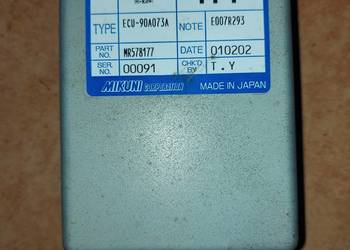 TYPE ECU-90A073A NOTE E007R293
PART NO. MR578177 DATE 010202
SER. NO. 00091 CHK'D BY T.Y
MIKUNI CORPORATION MADE IN JAPAN